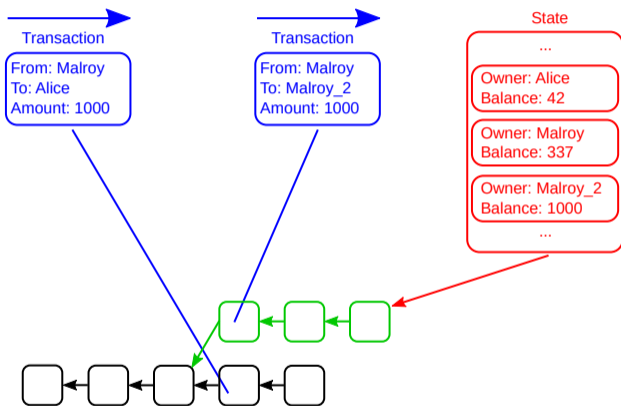 Transaction
From: Malroy
To: Alice
Amount: 1000
Transaction
From: Malroy
To: Malroy_2
Amount: 1000
State
...
Owner: Alice
Balance: 42
Owner: Malroy
Balance: 337
Owner: Malroy_2
Balance: 1000
...